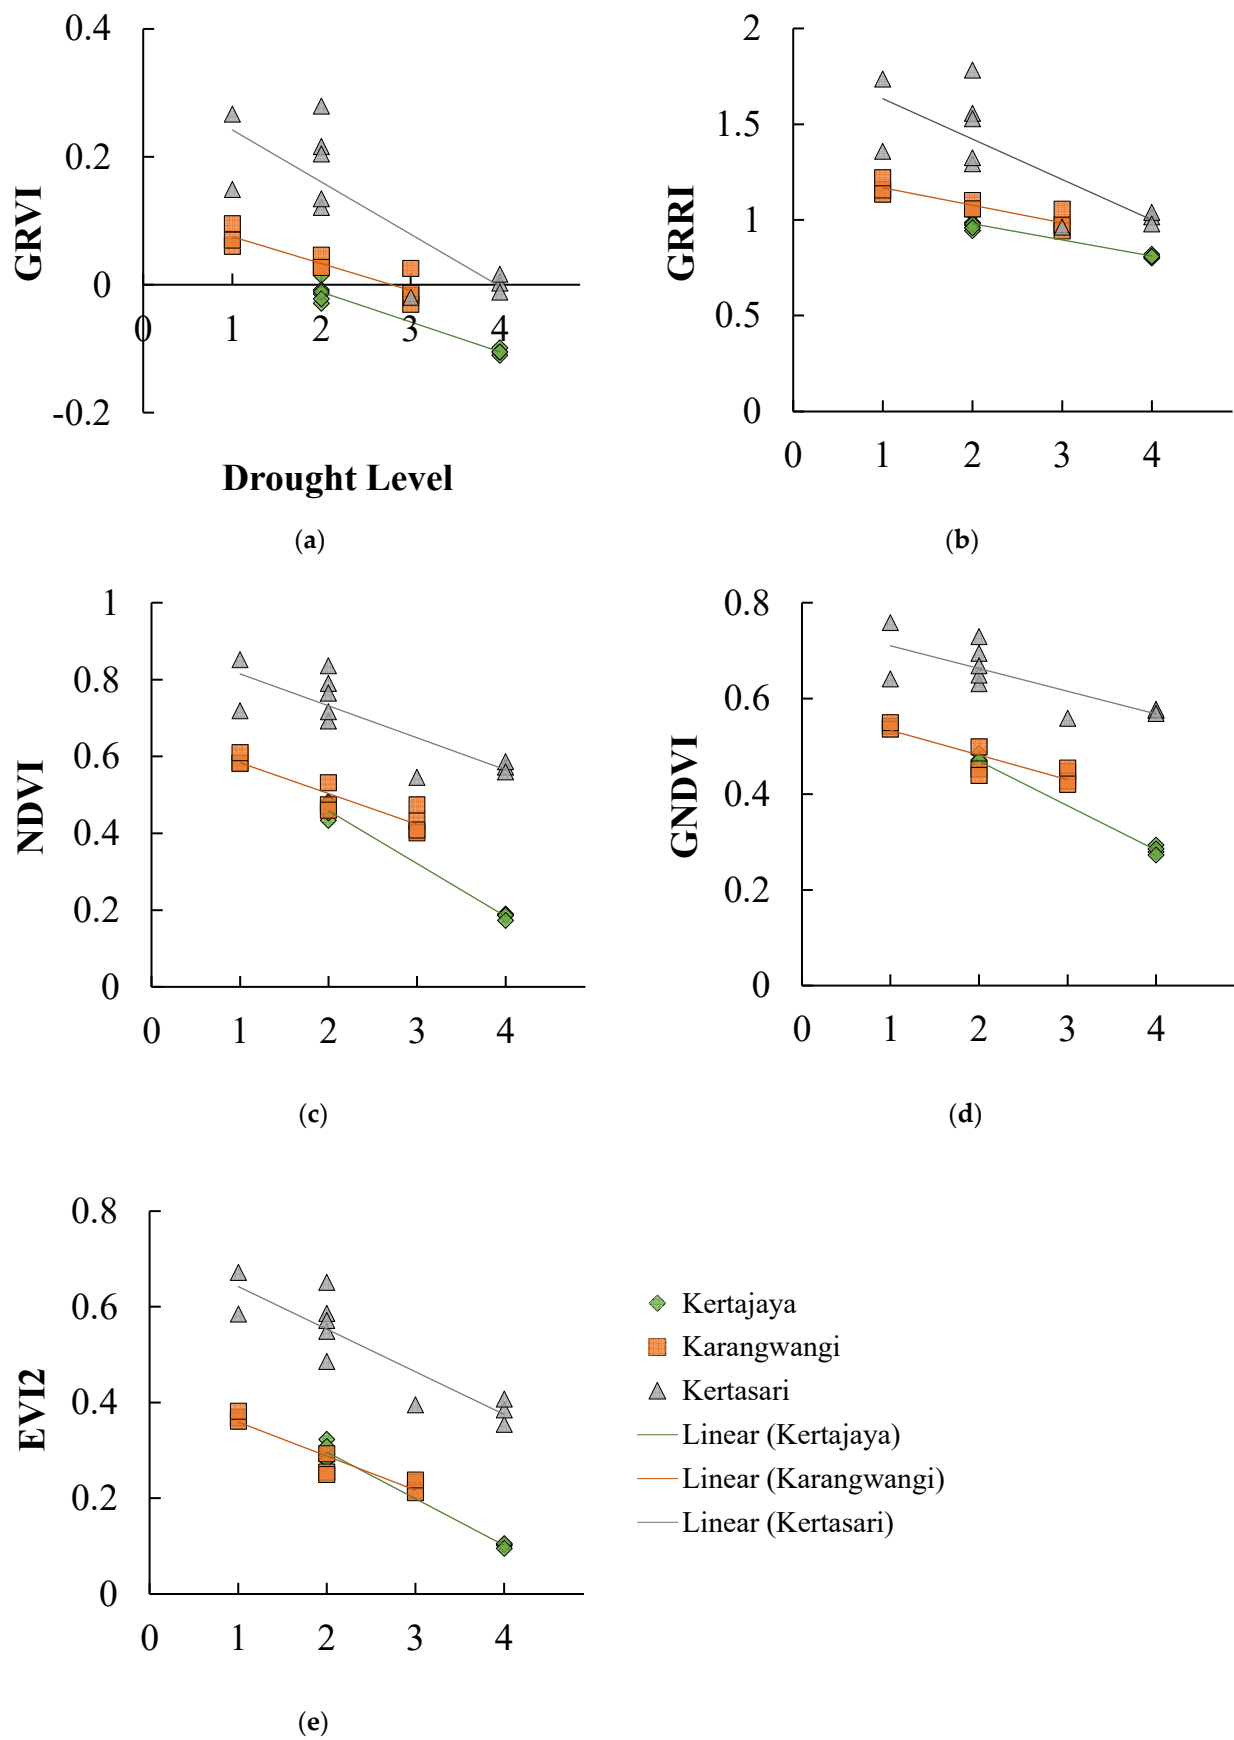 0.4
0.2
0
-0.2
GRVI
0 1 2 3 4
Drought Level
(a)
2
1.5
1
0.5
0
GRRI
0 1 2 3 4
(b)
1
0.8
0.6
0.4
0.2
0
NDVI
0 1 2 3 4
(c)
0.8
0.6
0.4
0.2
0
GNDVI
0 1 2 3 4
(d)
0.8
0.6
0.4
0.2
0
EVI2
0 1 2 3 4
(e)
Kertajaya
Karangwangi
Kertasari
Linear (Kertajaya)
Linear (Karangwangi)
Linear (Kertasari)